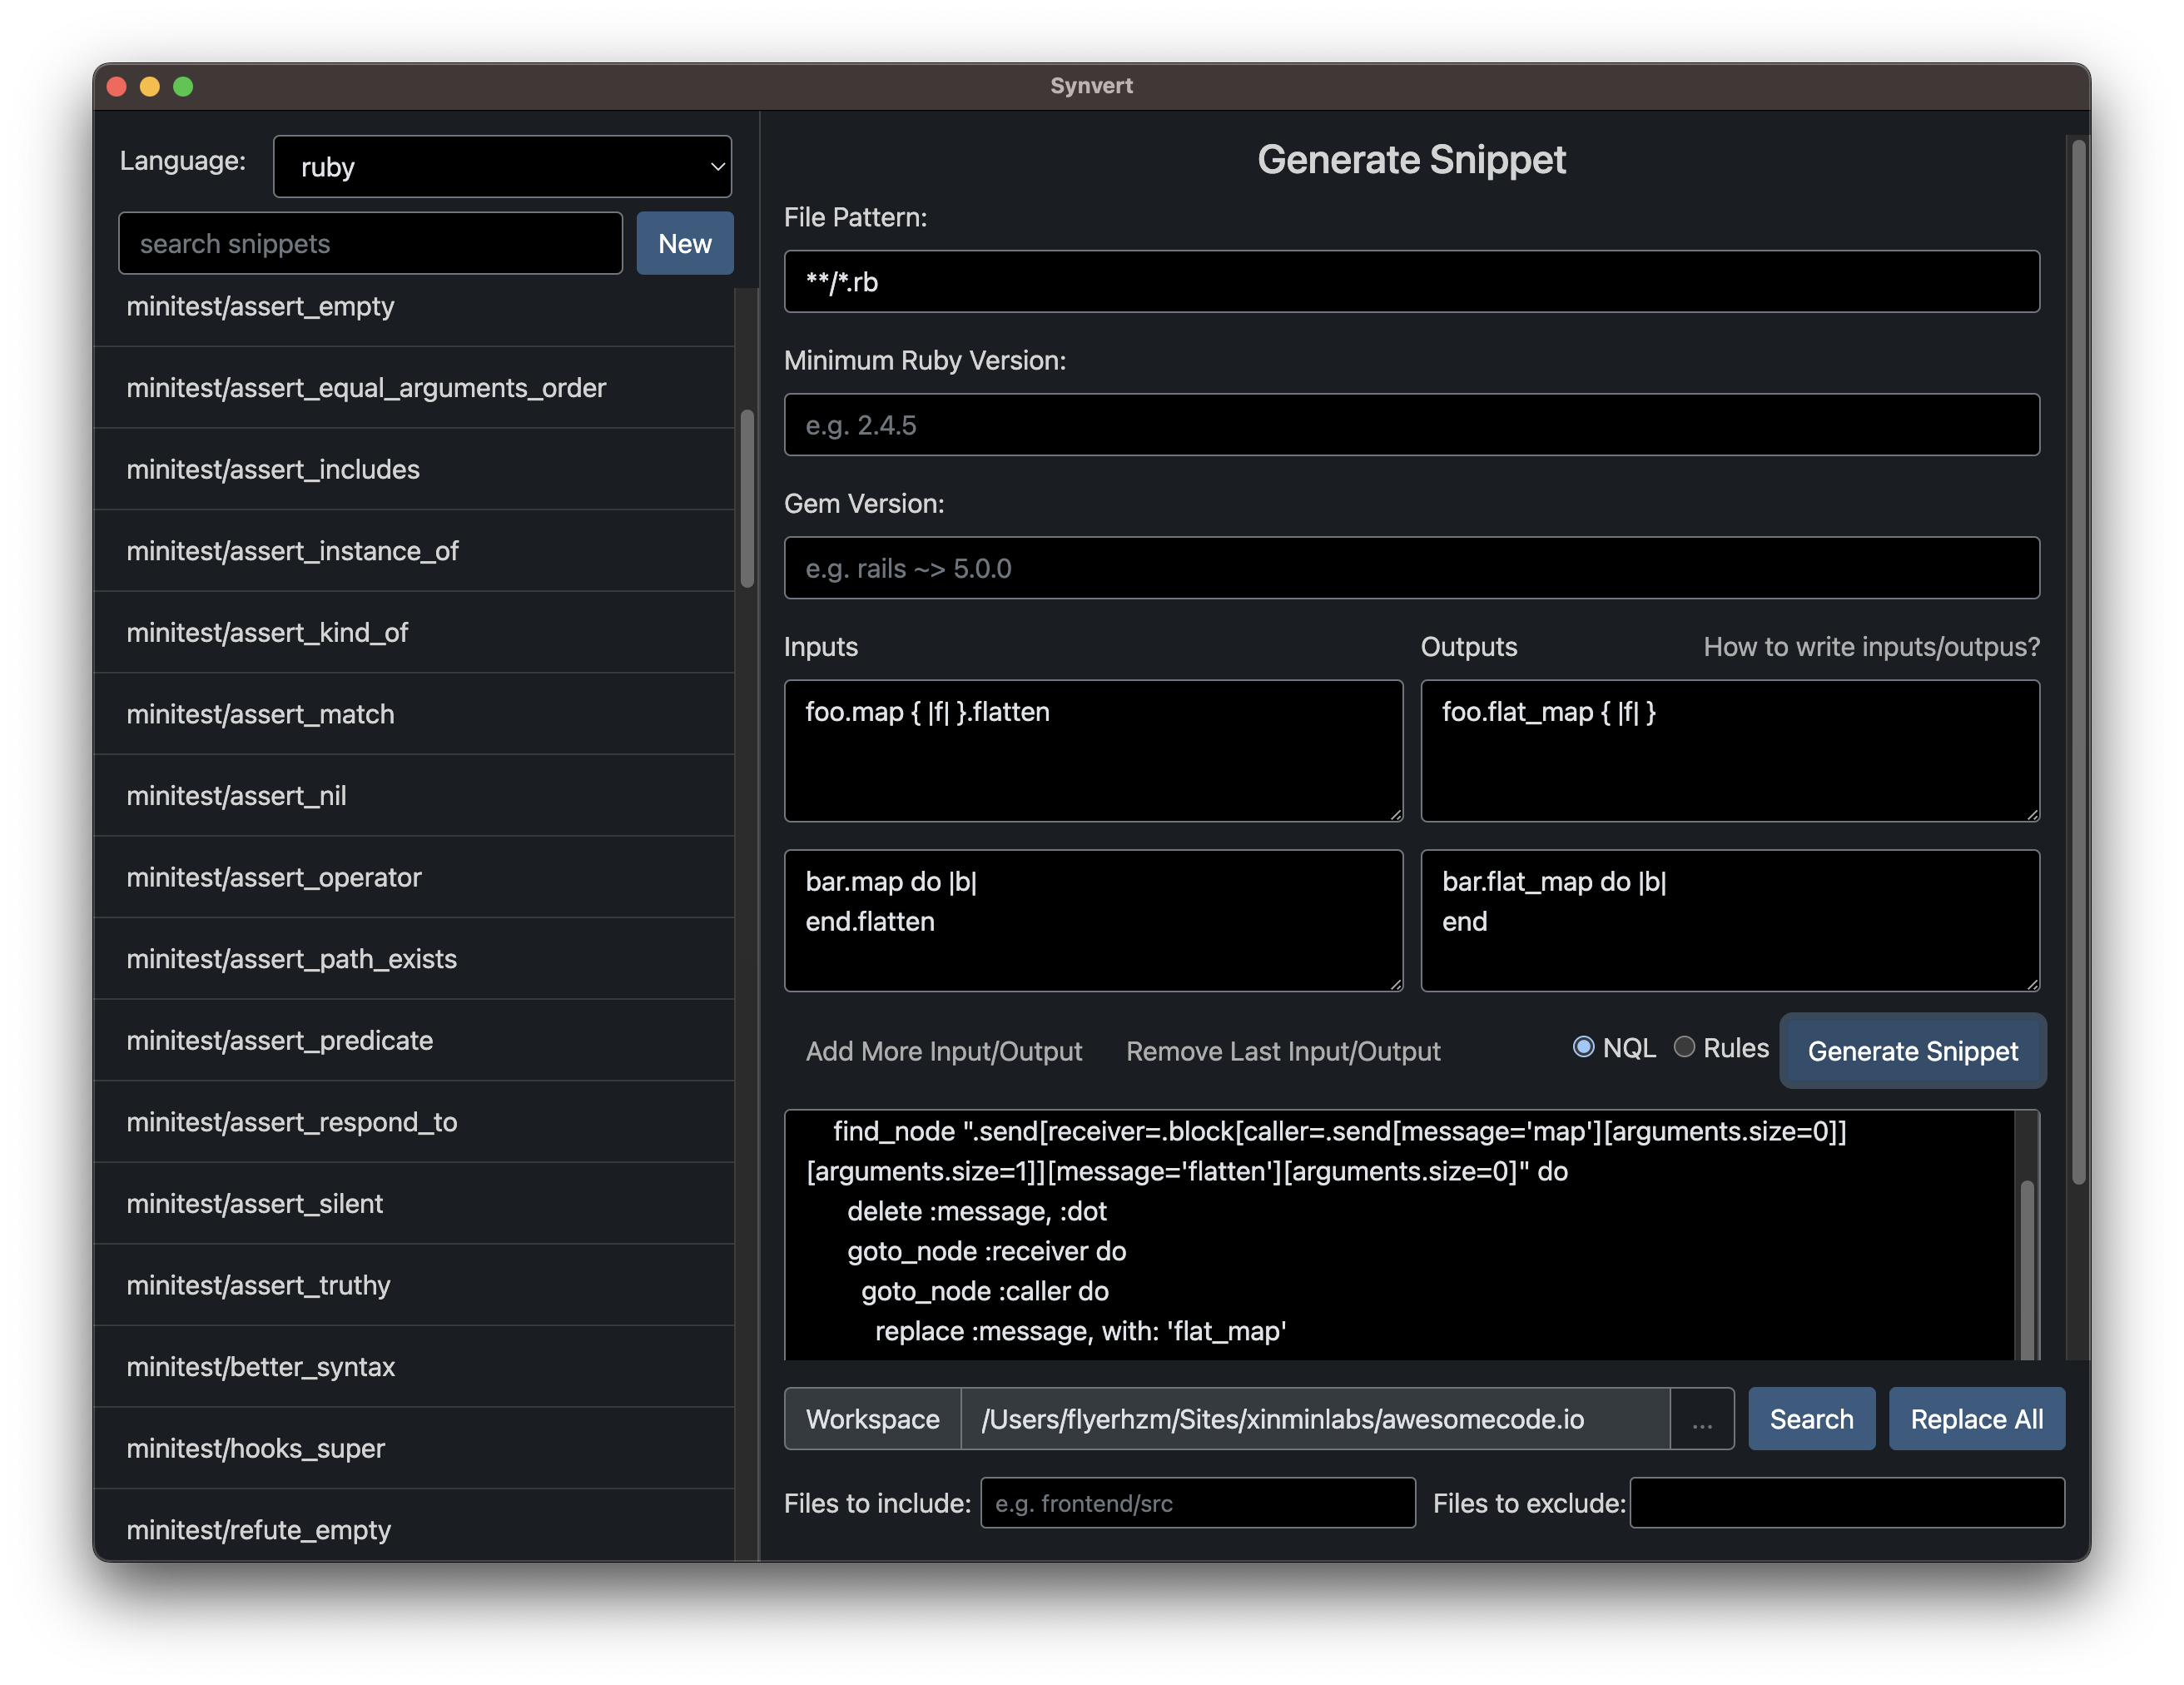 Synvert
Language:
ruby
search snippets
New
minitest/assert_empty
minitest/assert_equal_arguments_order
minitest/assert_includes
minitest/assert_instance_of
minitest/assert_kind_of
minitest/assert_match
minitest/assert_nil
minitest/assert_operator
minitest/assert_path_exists
minitest/assert_predicate
minitest/assert_respond_to
minitest/assert_silent
minitest/assert_truthy
minitest/better_syntax
minitest/hooks_super
minitest/refute_empty
Generate Snippet
File Pattern:
**/*.rb
Minimum Ruby Version:
e.g. 2.4.5
Gem Version:
e.g. rails ~> 5.0.0
Inputs
Outputs
How to write inputs/outpus?
foo.map { |f| }.flatten
foo.flat_map { |f| }
bar.map do |b|
end.flatten
bar.flat_map do |b|
end
Add More Input/Output
Remove Last Input/Output
NQL
Rules
Generate Snippet
find_node ".send[receiver=.block[caller=.send[message='map'][arguments.size=0]]
[arguments.size=1]][message='flatten'][arguments.size=0]" do
delete :message, :dot
goto_node :receiver do
goto_node :caller do
replace :message, with: 'flat_map'
Workspace
/Users/flyerhzm/Sites/xinminlabs/awesomecode.io
...
Search
Replace All
Files to include:
e.g. frontend/src
Files to exclude: